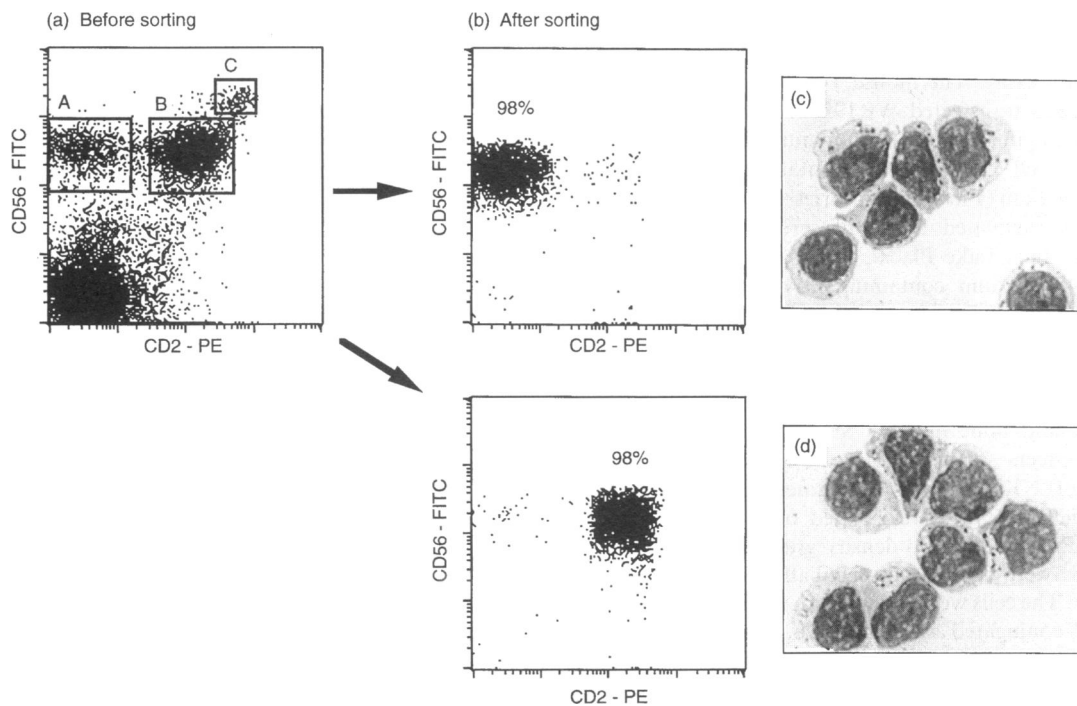 (a) Before sorting
(b) After sorting
A
B
C
CD56 - FITC
CD2 - PE
98%
CD56 - FITC
CD2 - PE
(c)
98%
CD56 - FITC
CD2 - PE
(d)